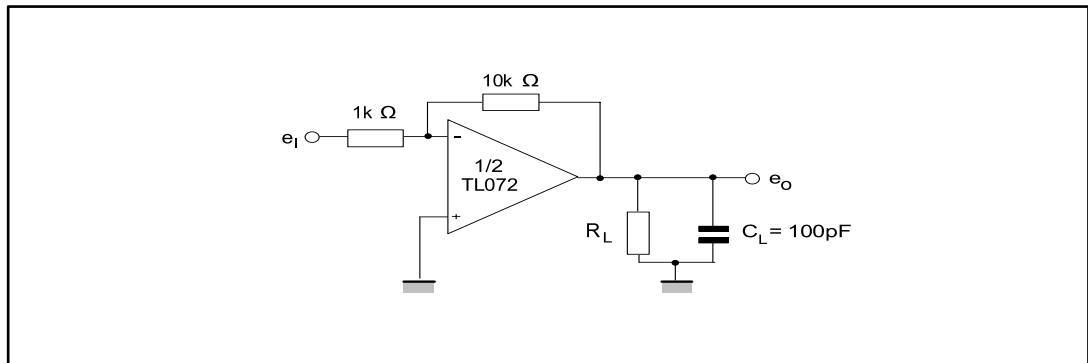 10k Ω
1k Ω
eI
-
1/2
TL072
+
eo
RL
CL= 100pF